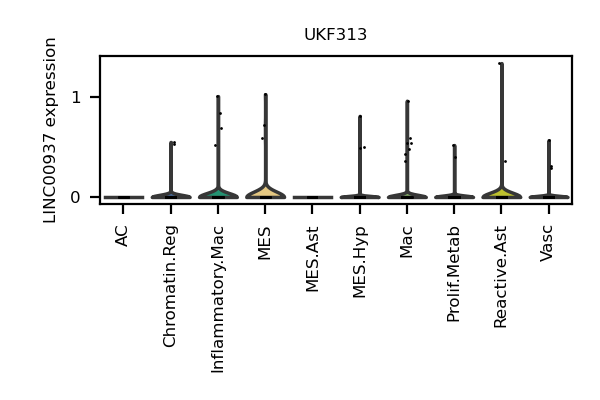 UKF313
LINC00937 expression
1
0
AC
Chromatin.Reg
Inflammatory.Mac
MES
MES.Ast
MES.Hyp
Mac
Prolif.Metab
Reactive.Ast
Vasc